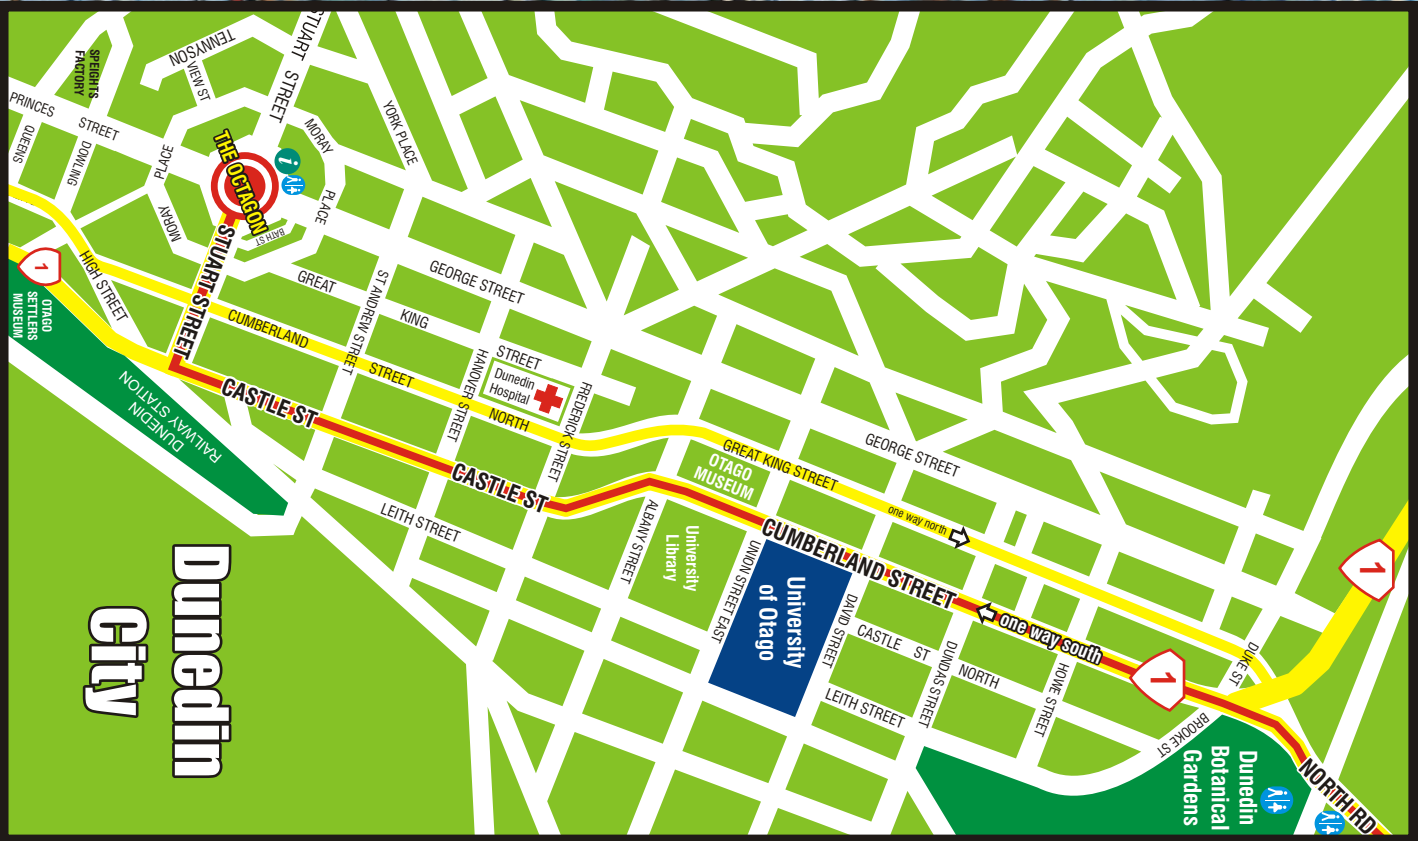 STUART STREET
TENNYSON
VIEW ST
SPEIGHTS
FACTORY
PRINCES
STREET
QUEENS
DOWLING
PLACE
MORAY
MORAY
PLACE
YORK PLACE
THE OCTAGON
i
BATH ST
STUART STREET
HIGH STREET
1
OTAGO
SETTLERS
MUSEUM
DUNEDIN
RAILWAY STATION
GREAT
KING
STREET
GEORGE STREET
ST ANDREW STREET
CUMBERLAND
STREET
NORTH
HANOVER STREET
Dunedin
Hospital
FREDERICK STREET
CASTLE ST
CASTLE ST
LEITH STREET
ALBANY STREET
University
Library
OTAGO
MUSEUM
GREAT KING STREET
GEORGE STREET
one way north
CUMBERLAND STREET
one way south
UNION STREET EAST
University
of Otago
DAVID STREET
CASTLE ST
NORTH
LEITH STREET
DUNDAS STREET
HOWE STREET
DUKE ST
BROOKE ST
1
1
Dunedin
Botanical
Gardens
NORTH RD
Dunedin
City